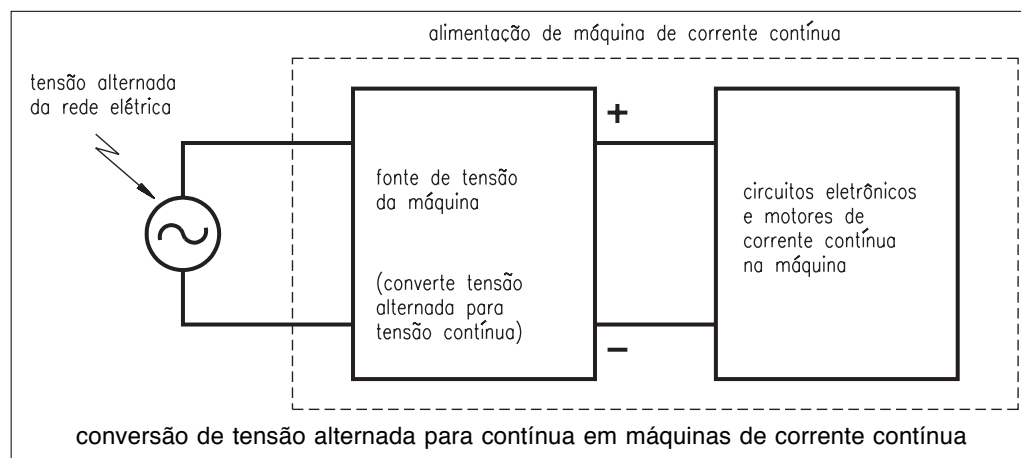 alimentação de máquina de corrente contínua
tensão alternada
da rede elétrica
+
fonte de tensão
da máquina
(converte tensão
alternada para
tensão contínua)
circuitos eletrônicos
e motores de
corrente contínua
na máquina
−
conversão de tensão alternada para contínua em máquinas de corrente contínua